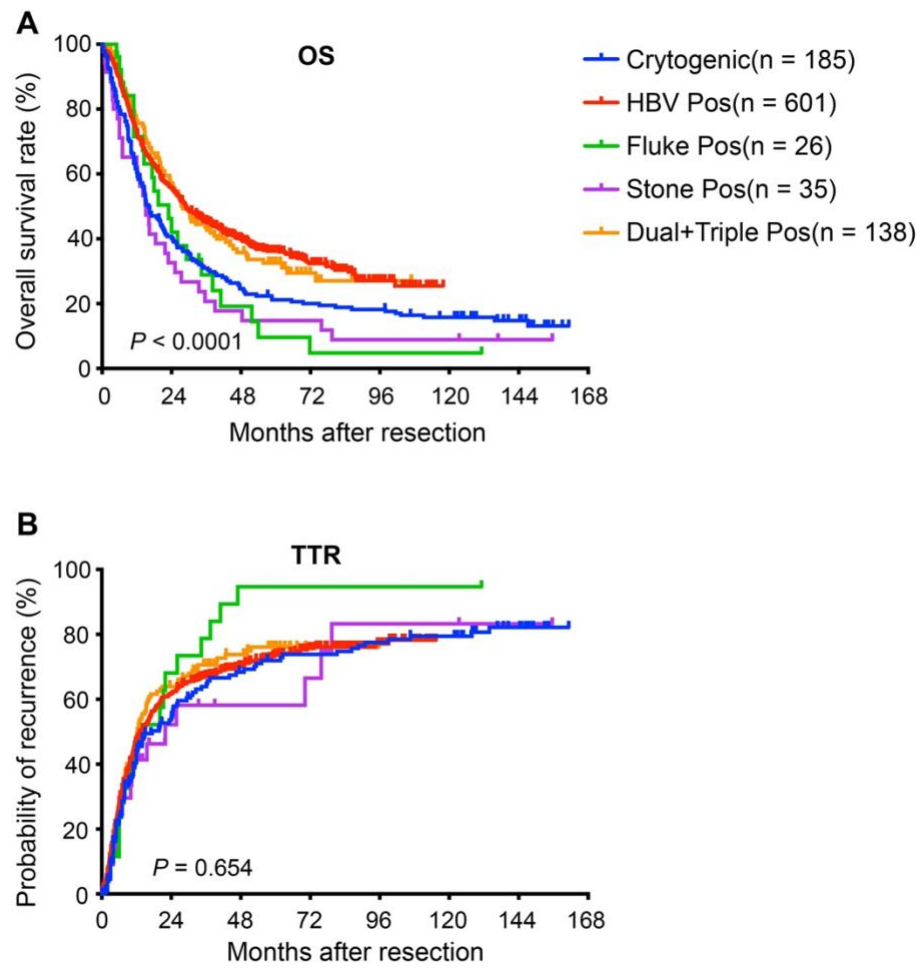 A
OS
Overall survival rate (%)
100
80
60
40
20
0
P < 0.0001
0 24 48 72 96 120 144 168
Months after resection
Crytogenic(n = 185)
HBV Pos(n = 601)
Fluke Pos(n = 26)
Stone Pos(n = 35)
Dual+Triple Pos(n = 138)
B
TTR
Probability of recurrence (%)
100
80
60
40
20
0
P = 0.654
0 24 48 72 96 120 144 168
Months after resection